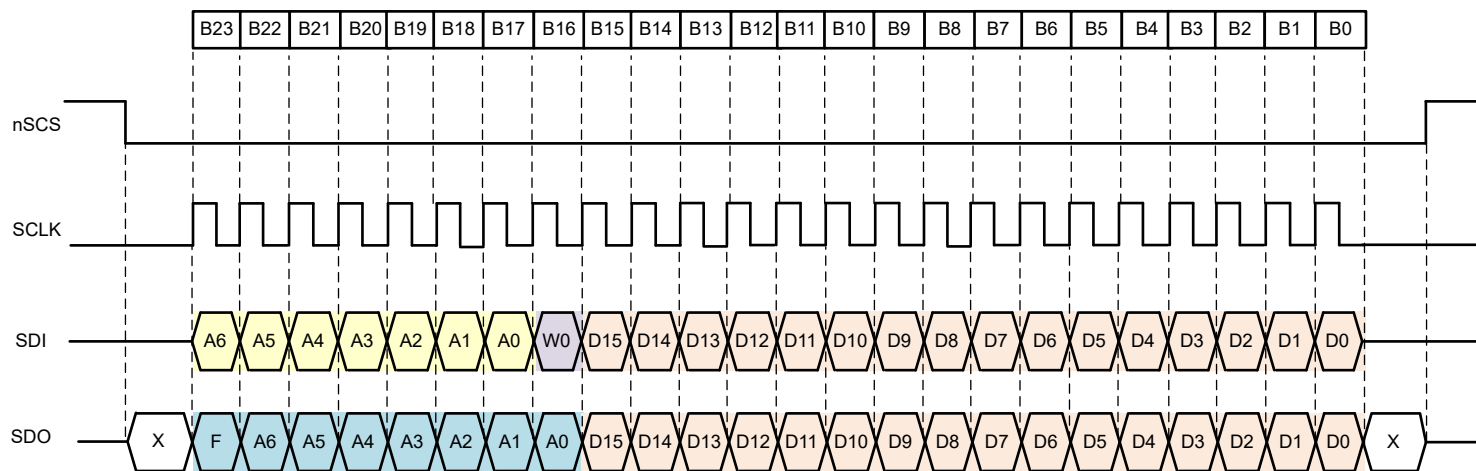 B23 B22 B21 B20 B19 B18 B17 B16 B15 B14 B13 B12 B11 B10 B9 B8 B7 B6 B5 B4 B3 B2 B1 B0
nSCS
SCLK
SDI A6 A5 A4 A3 A2 A1 A0 W0 D15 D14 D13 D12 D11 D10 D9 D8 D7 D6 D5 D4 D3 D2 D1 D0
SDO X F A6 A5 A4 A3 A2 A1 A0 D15 D14 D13 D12 D11 D10 D9 D8 D7 D6 D5 D4 D3 D2 D1 D0 X